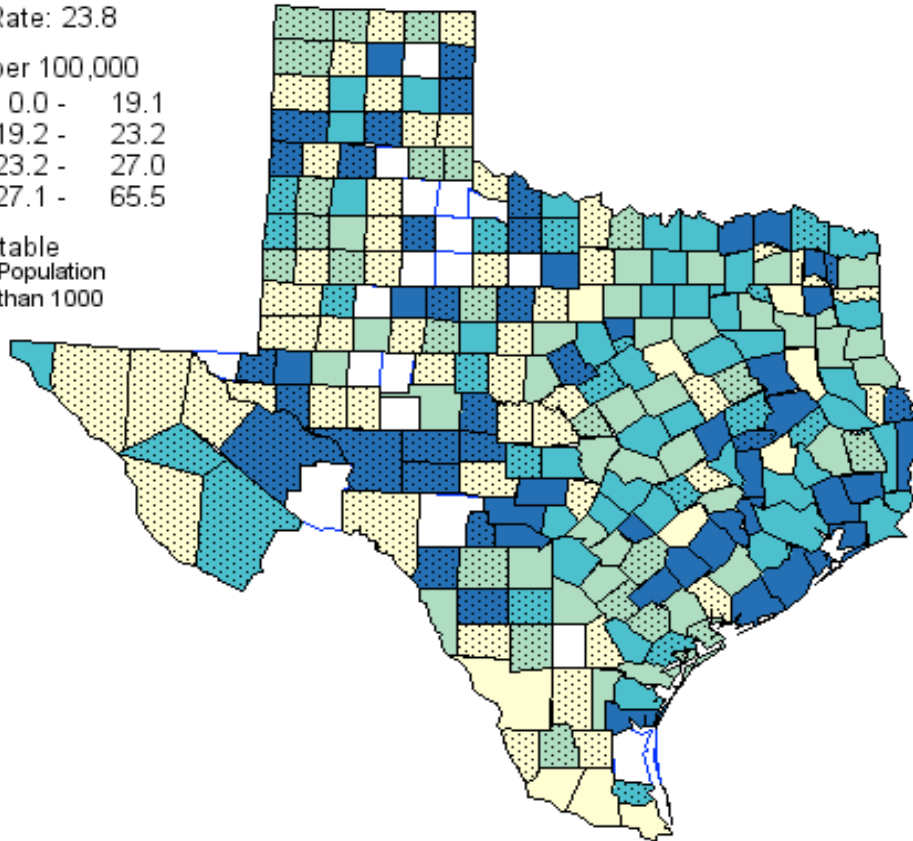 Rate: 23.8
per 100,000
0.0 - 19.1
19.2 - 23.2
23.2 - 27.0
27.1 - 65.5
table
Population
than 1000